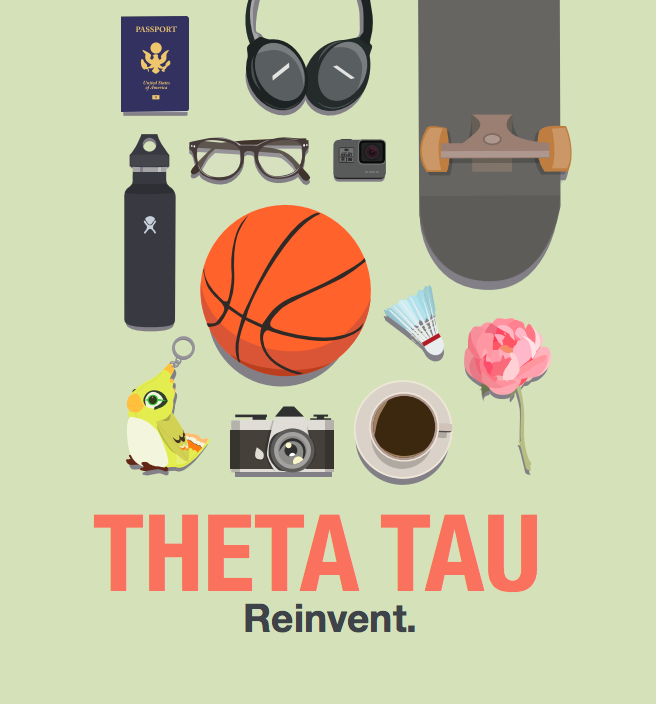 PASSPORT
United States
of America
THETA TAU
Reinvent.